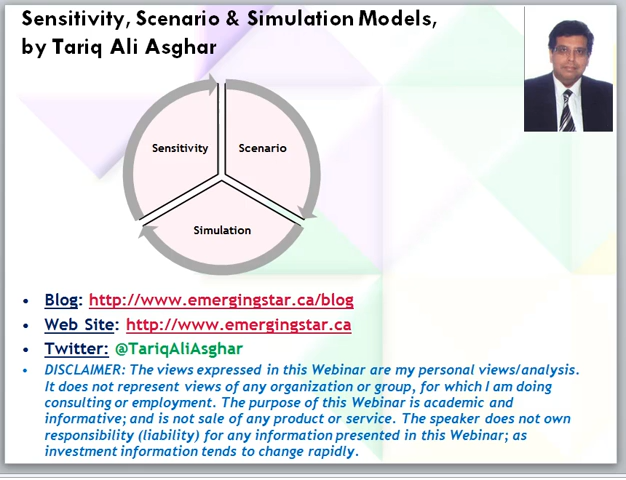 Sensitivity, Scenario & Simulation Models,
by Tariq Ali Asghar
Sensitivity
Scenario
Simulation
• Blog: http://www.emergingstar.ca/blog
• Web Site: http://www.emergingstar.ca
• Twitter: @TariqAliAsghar
• DISCLAIMER: The views expressed in this Webinar are my personal views/analysis.
It does not represent views of any organization or group, for which I am doing
consulting or employment. The purpose of this Webinar is academic and
informative; and is not sale of any product or service. The speaker does not own
responsibility (liability) for any information presented in this Webinar; as
investment information tends to change rapidly.